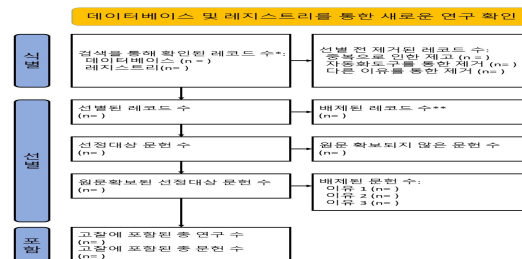 데이터베이스 및 레지스트리를 통한 새로운 연구 확인
식별
검색을 통해 확인된 레코드 수*:
데이터베이스 (n = )
레지스트리(n= )
선별 전 제거된 레코드 수:
중복으로 인한 제고 (n = )
자동화도구를 통한 제거 (n= )
다른 이유를 통한 제거 (n= )
선별
선별된 레코드 수
(n= )
배제된 레코드 수**
(n= )
선정대상 문헌 수
(n= )
원문 확보되지 않은 문헌 수
(n= )
원문확보된 선정대상 문헌 수
(n= )
배제된 문헌 수:
이유 1 (n= )
이유 2 (n= )
이유 3 (n= )
포함
고찰에 포함된 총 연구 수
(n= )
고찰에 포함된 총 문헌 수
(n= )